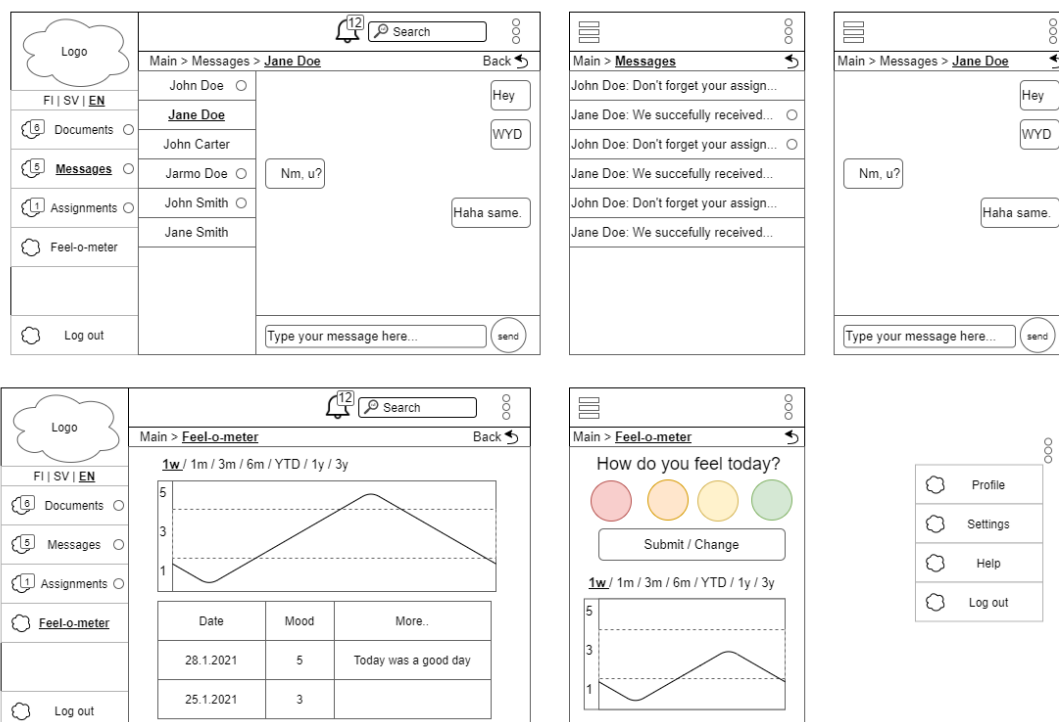 Logo
FI | SV | EN
6 Documents
5 Messages
1 Assignments
Feel-o-meter
Log out
12 Search
Main > Messages > Jane Doe Back
John Doe
Jane Doe
John Carter
Jarmo Doe
John Smith
Jane Smith
Hey
WYD
Nm, u?
Haha same.
Type your message here... send
Main > Messages
John Doe: Don't forget your assign...
Jane Doe: We succefully received...
John Doe: Don't forget your assign...
Jane Doe: We succefully received...
John Doe: Don't forget your assign...
Jane Doe: We succefully received...
Main > Messages > Jane Doe
Hey
WYD
Nm, u?
Haha same.
Type your message here... send
Logo
FI | SV | EN
6 Documents
5 Messages
1 Assignments
Feel-o-meter
Log out
12 Search
Main > Feel-o-meter Back
1w / 1m / 3m / 6m / YTD / 1y / 3y
5
3
1
Date Mood More..
28.1.2021 5 Today was a good day
25.1.2021 3
Main > Feel-o-meter
How do you feel today?
Submit / Change
1w / 1m / 3m / 6m / YTD / 1y / 3y
5
3
1
Profile
Settings
Help
Log out